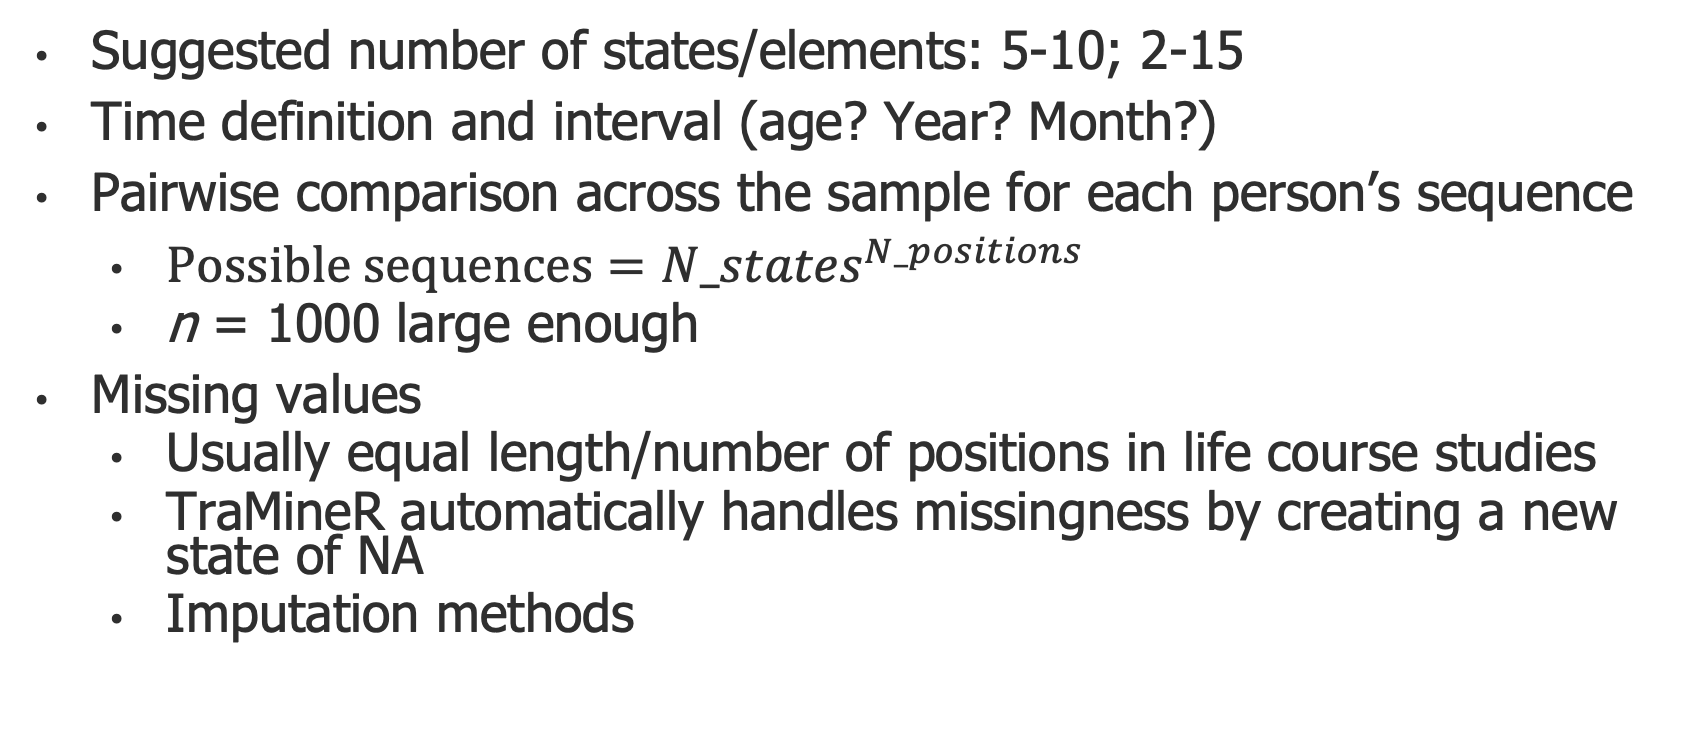 • Suggested number of states/elements: 5-10; 2-15
• Time definition and interval (age? Year? Month?)
• Pairwise comparison across the sample for each person’s sequence
• Possible sequences = N_states^N_positions
• n = 1000 large enough
• Missing values
• Usually equal length/number of positions in life course studies
• TraMineR automatically handles missingness by creating a new
state of NA
• Imputation methods